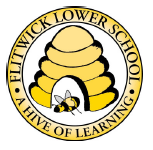 FLITWICK LOWER SCHOOL
• A HIVE OF LEARNING •